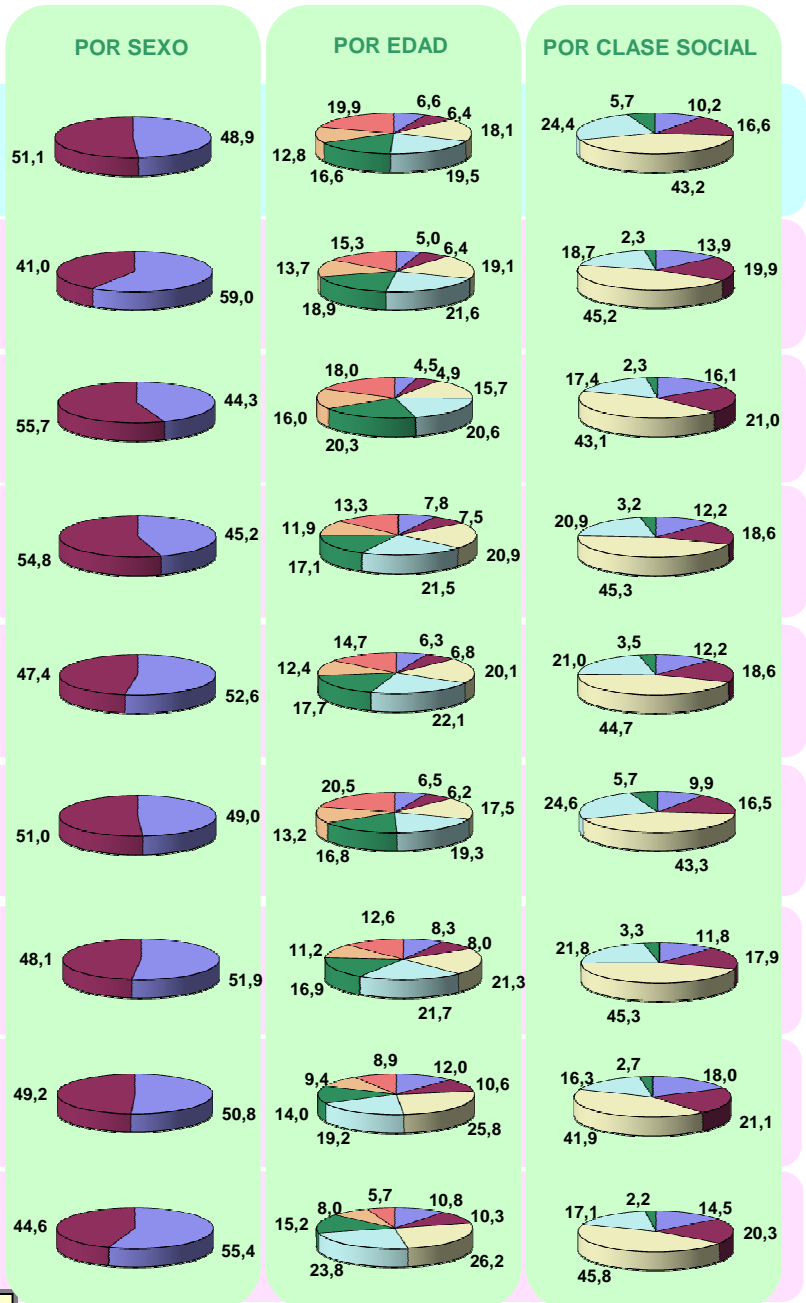 POR SEXO POR EDAD POR CLASE SOCIAL
51,1 48,9
19,9 6,6 6,4 18,1 19,5 16,6 12,8
5,7 10,2 16,6 43,2 24,4
41,0 59,0
15,3 5,0 6,4 19,1 21,6 18,9 13,7
2,3 13,9 19,9 45,2 18,7
55,7 44,3
18,0 4,5 4,9 15,7 20,6 20,3 16,0
2,3 16,1 21,0 43,1 17,4
54,8 45,2
13,3 7,8 7,5 20,9 21,5 17,1 11,9
3,2 12,2 18,6 45,3 20,9
47,4 52,6
14,7 6,3 6,8 20,1 22,1 17,7 12,4
3,5 12,2 18,6 44,7 21,0
51,0 49,0
20,5 6,5 6,2 17,5 19,3 16,8 13,2
5,7 9,9 16,5 43,3 24,6
48,1 51,9
12,6 8,3 8,0 21,3 21,7 16,9 11,2
3,3 11,8 17,9 45,3 21,8
49,2 50,8
8,9 12,0 10,6 25,8 19,2 14,0 9,4
2,7 18,0 21,1 41,9 16,3
44,6 55,4
5,7 10,8 10,3 26,2 23,8 15,2 8,0
2,2 14,5 20,3 45,8 17,1